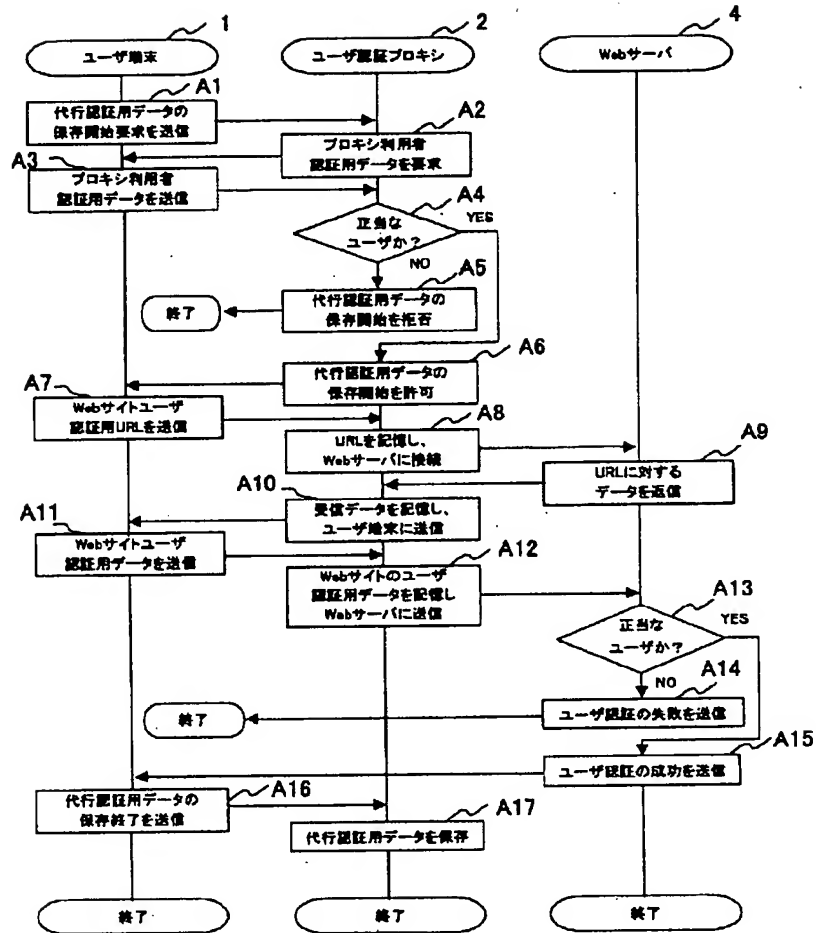 1
2
4
ユーザ端末
ユーザ認証プロキシ
Webサーバ
A1
代行認証用データの
保存開始要求を送信
A2
プロキシ利用者
認証用データを要求
A3
プロキシ利用者
認証用データを送信
A4
正当な
ユーザか?
YES
NO
A5
代行認証用データの
保存開始を拒否
終了
A6
代行認証用データの
保存開始を許可
A7
Webサイトユーザ
認証用URLを送信
A8
URLを記憶し、
Webサーバに接続
A9
URLに対する
データを返信
A10
受信データを記憶し、
ユーザ端末に送信
A11
Webサイトユーザ
認証用データを送信
A12
Webサイトのユーザ
認証用データを記憶し
Webサーバに送信
A13
正当な
ユーザか?
YES
NO
A14
ユーザ認証の失敗を送信
終了
A15
ユーザ認証の成功を送信
A16
代行認証用データの
保存終了を送信
A17
代行認証用データを保存
終了
終了
終了